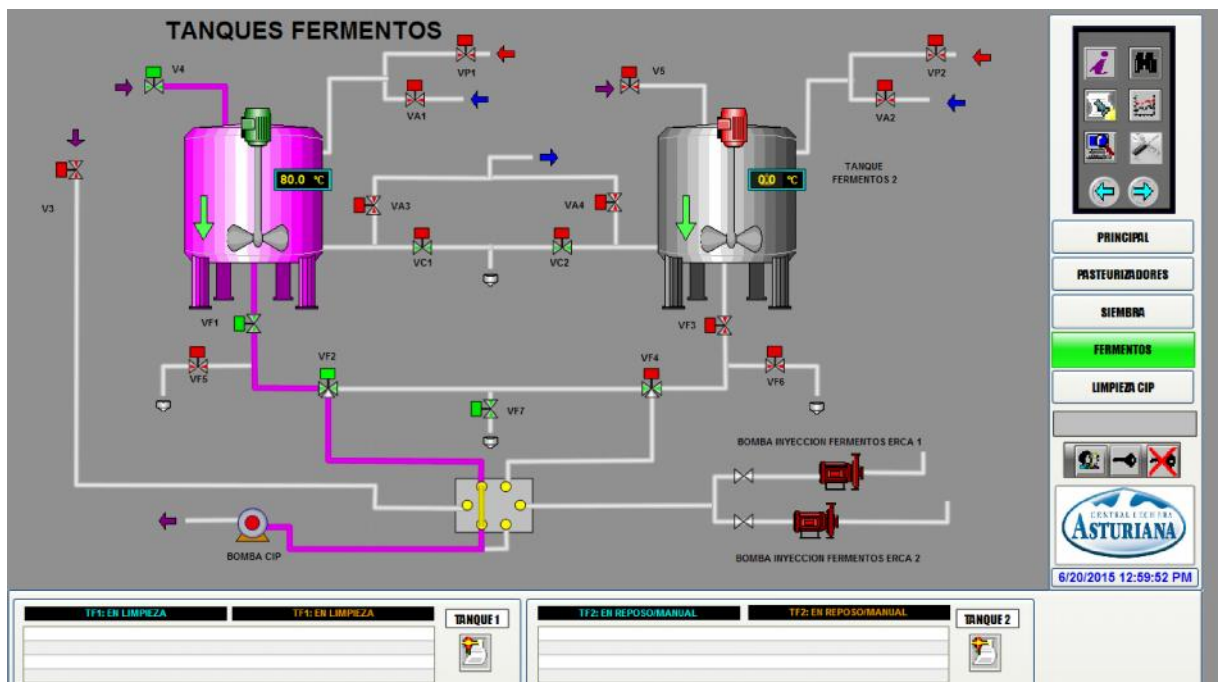 TANQUES FERMENTOS
V4
VP1
VA1
V5
VP2
VA2
V3
80.0 °C
0.0 °C
TANQUE
FERMENTOS 2
VA3
VA4
VC1
VC2
VF1
VF3
VF5
VF2
VF4
VF6
VF7
BOMBA INYECCION FERMENTOS ERCA 1
BOMBA CIP
BOMBA INYECCION FERMENTOS ERCA 2
PRINCIPAL
PASTEURIZADORES
SIEMBRA
FERMENTOS
LIMPIEZA CIP
CENTRAL LECHERA
ASTURIANA
6/20/2015 12:59:52 PM
TF1: EN LIMPIEZA
TF1: EN LIMPIEZA
TANQUE 1
TF2: EN REPOSO/MANUAL
TF2: EN REPOSO/MANUAL
TANQUE 2